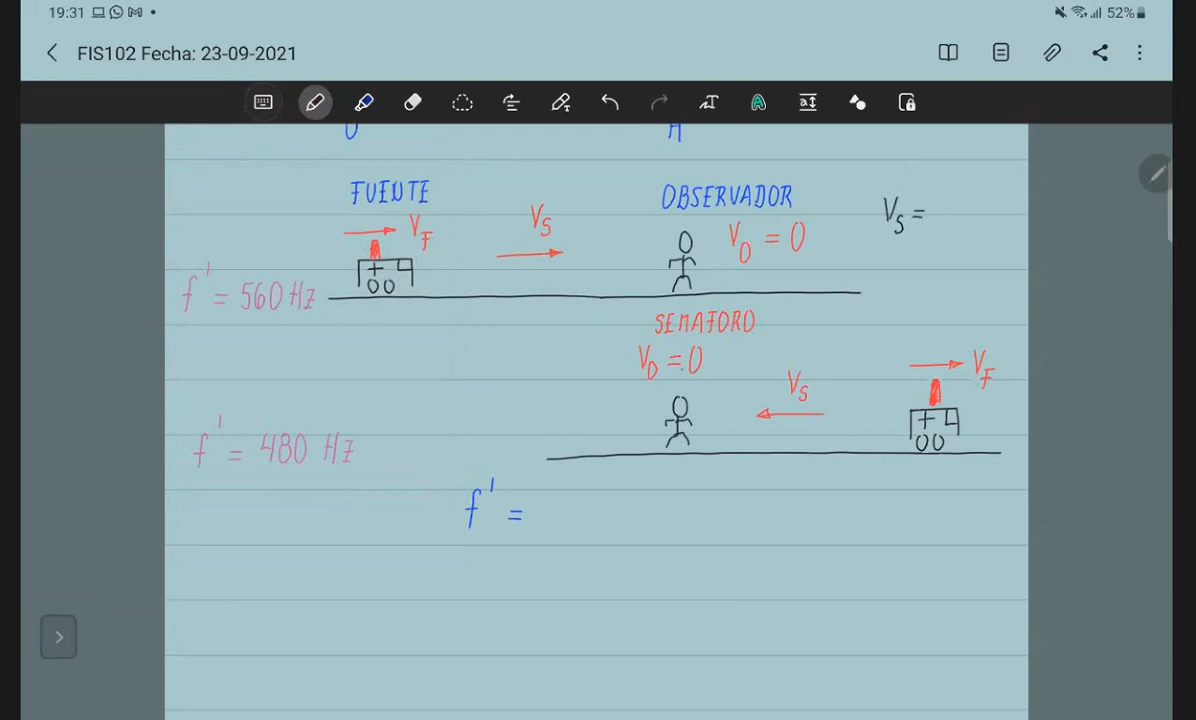 19:31 52%
FIS102 Fecha: 23-09-2021
FUENTE
OBSERVADOR
V_S =
V_F
V_S
V_O = 0
f' = 560 Hz
SEMAFORO
V_O = 0
V_S
V_F
f' = 480 Hz
f' =